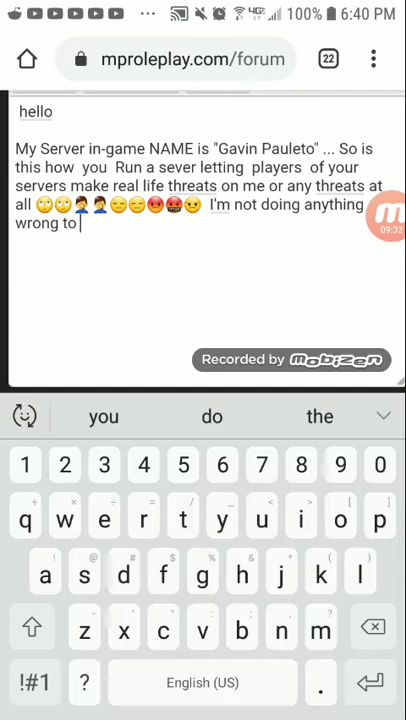 100% 6:40 PM
mproleplay.com/forum 22
hello
My Server in-game NAME is "Gavin Pauleto" ... So is
this how you Run a sever letting players of your
servers make real life threats on me or any threats at
all 🙄🙄🤦‍♂️🤦‍♂️😑😑😡🤬😠 I'm not doing anything
wrong to
09:32
Recorded by mobizen
you do the
1 2 3 4 5 6 7 8 9 0
+ × ÷ = / _ < > [ ]
q w e r t y u i o p
! @ # $ % ^ & * ( )
a s d f g h j k l
- ' " : ; , ?
z x c v b n m
!#1 ? English (US) .